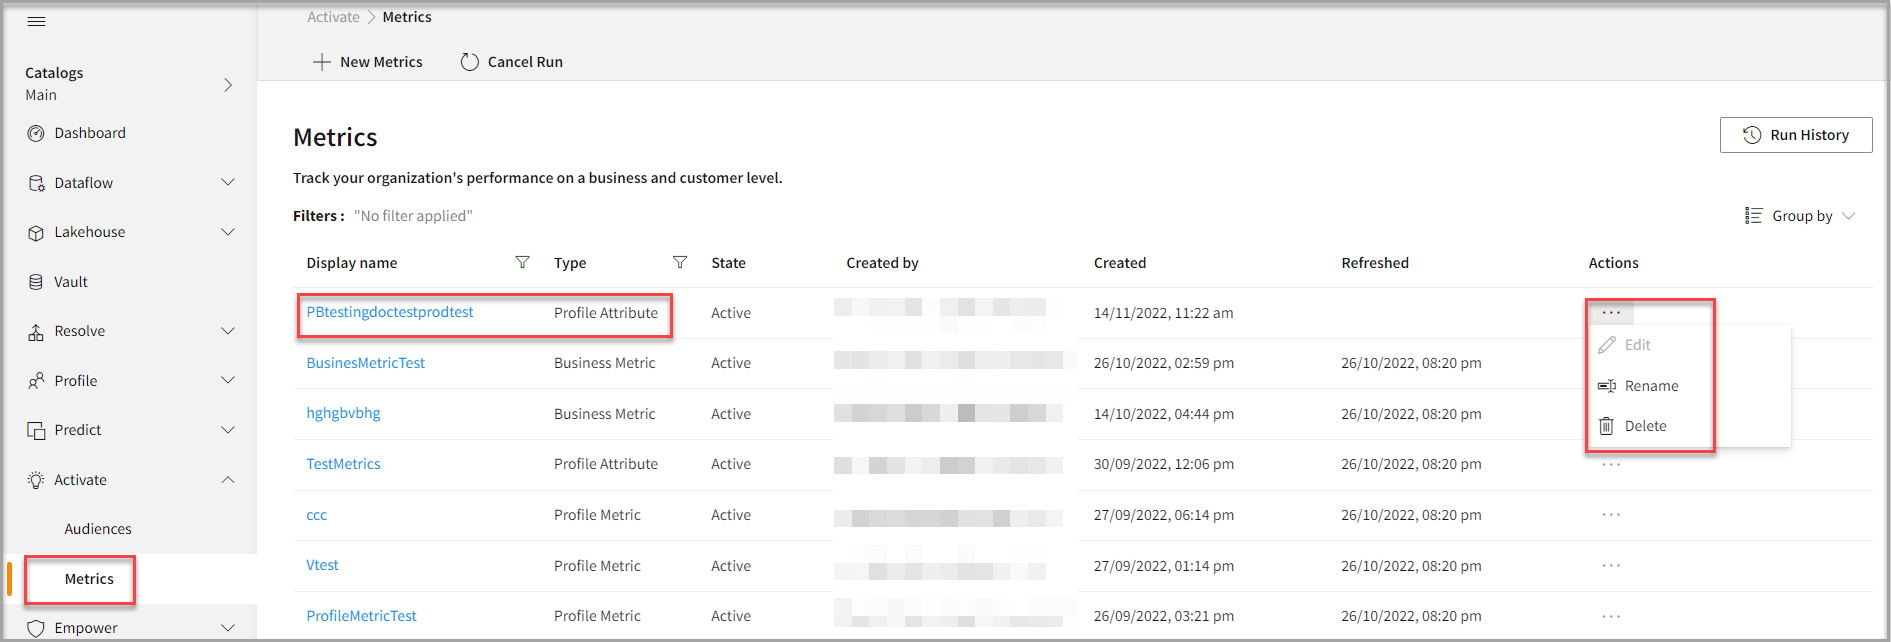 Activate > Metrics
New Metrics Cancel Run
Catalogs
Main
Dashboard
Dataflow
Lakehouse
Vault
Resolve
Profile
Predict
Activate
Audiences
Metrics
Empower
Metrics
Run History
Track your organization's performance on a business and customer level.
Filters : "No filter applied"
Group by
Display name Type State Created by Created Refreshed Actions
PBtestingdoctestprodtest Profile Attribute Active 14/11/2022, 11:22 am ...
BusinesMetricTest Business Metric Active 26/10/2022, 02:59 pm 26/10/2022, 08:20 pm
hghgbvbhg Business Metric Active 14/10/2022, 04:44 pm 26/10/2022, 08:20 pm
TestMetrics Profile Attribute Active 30/09/2022, 12:06 pm 26/10/2022, 08:20 pm ...
ccc Profile Metric Active 27/09/2022, 06:14 pm 26/10/2022, 08:20 pm ...
Vtest Profile Metric Active 27/09/2022, 01:14 pm 26/10/2022, 08:20 pm ...
ProfileMetricTest Profile Metric Active 26/09/2022, 03:21 pm 26/10/2022, 08:20 pm ...
Edit
Rename
Delete